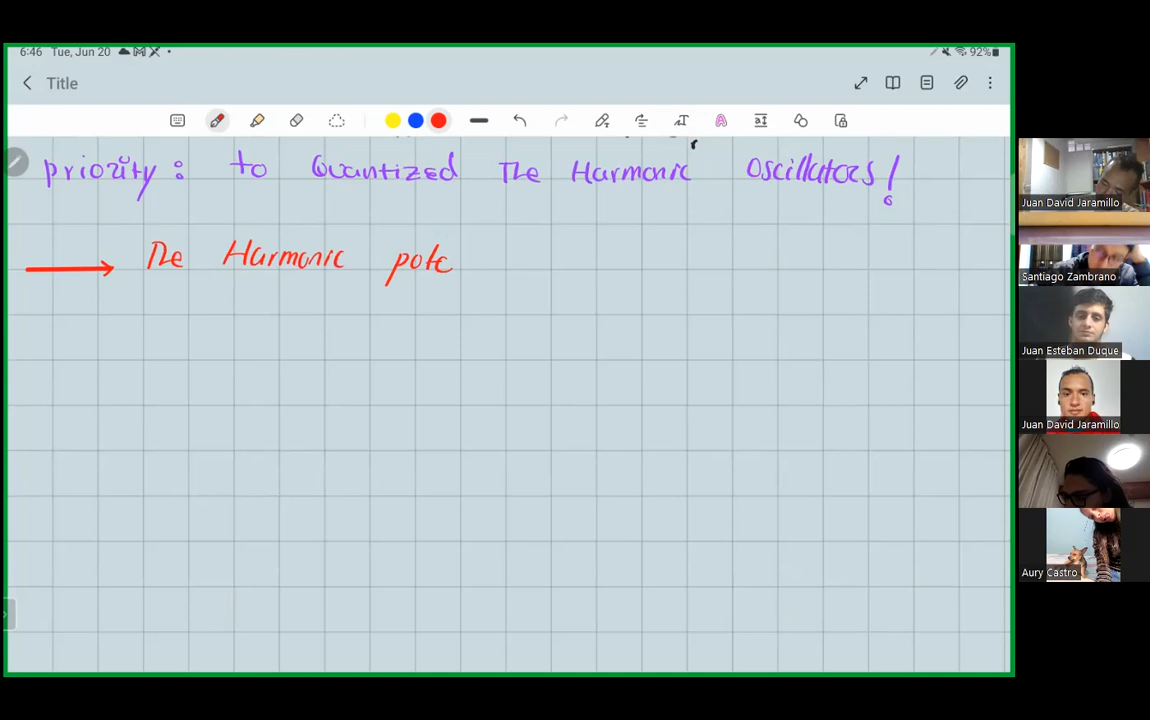 6:46 Tue, Jun 20
92%
Title
priority: to Quantized The Harmonic Oscillators!
→ The Harmonic pote
Juan David Jaramillo
Santiago Zambrano
Juan Esteban Duque
Juan David Jaramillo
Aury Castro